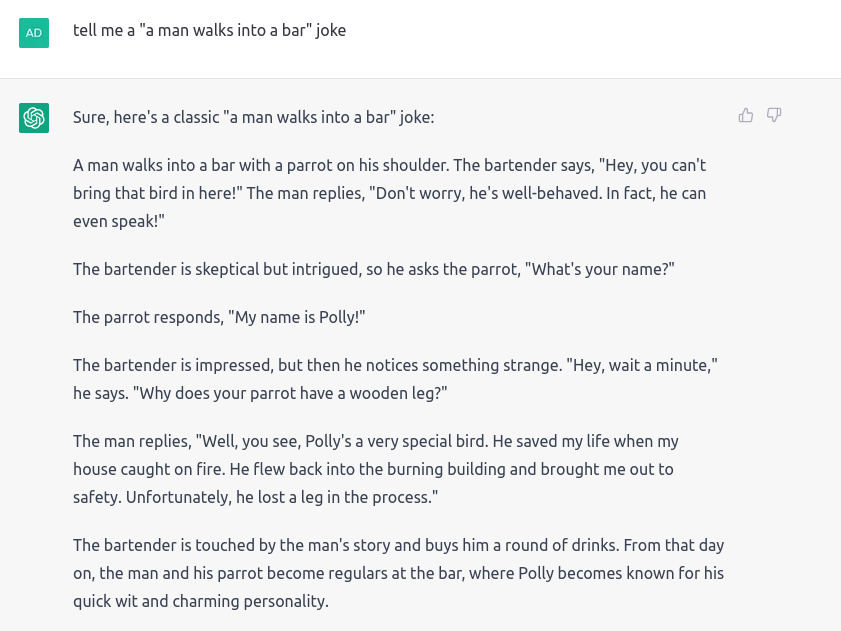 AD
tell me a "a man walks into a bar" joke
Sure, here's a classic "a man walks into a bar" joke:
A man walks into a bar with a parrot on his shoulder. The bartender says, "Hey, you can't
bring that bird in here!" The man replies, "Don't worry, he's well-behaved. In fact, he can
even speak!"
The bartender is skeptical but intrigued, so he asks the parrot, "What's your name?"
The parrot responds, "My name is Polly!"
The bartender is impressed, but then he notices something strange. "Hey, wait a minute,"
he says. "Why does your parrot have a wooden leg?"
The man replies, "Well, you see, Polly's a very special bird. He saved my life when my
house caught on fire. He flew back into the burning building and brought me out to
safety. Unfortunately, he lost a leg in the process."
The bartender is touched by the man's story and buys him a round of drinks. From that day
on, the man and his parrot become regulars at the bar, where Polly becomes known for his
quick wit and charming personality.